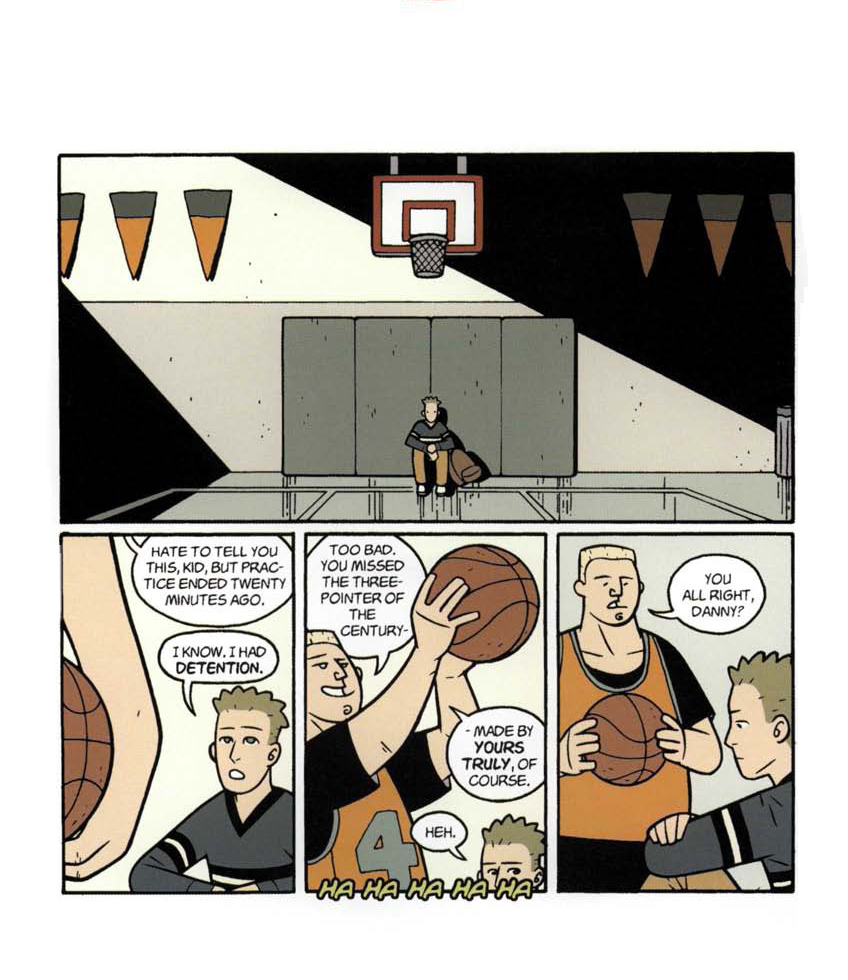 HATE TO TELL YOU
THIS, KID, BUT PRAC-
TICE ENDED TWENTY
MINUTES AGO.
I KNOW. I HAD
DETENTION.
TOO BAD.
YOU MISSED
THE THREE-
POINTER OF
THE
CENTURY-
- MADE BY
YOURS
TRULY, OF
COURSE.
4
HEH.
HA HA HA HA HA
YOU
ALL RIGHT,
DANNY?